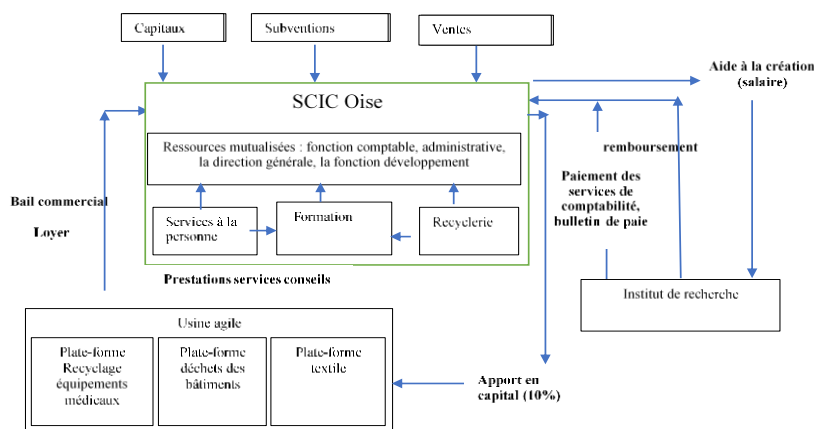 Capitaux
Subventions
Ventes
Aide à la création
(salaire)
SCIC Oise
Ressources mutualisées : fonction comptable, administrative,
la direction générale, la fonction développement
remboursement
Paiement des
services de
comptabilité,
bulletin de paie
Bail commercial
Loyer
Services à la
personne
Formation
Recyclerie
Prestations services conseils
Institut de recherche
Usine agile
Plate-forme
Recyclage
équipements
médicaux
Plate-forme
déchets des
bâtiments
Plate-forme
textile
Apport en
capital (10%)